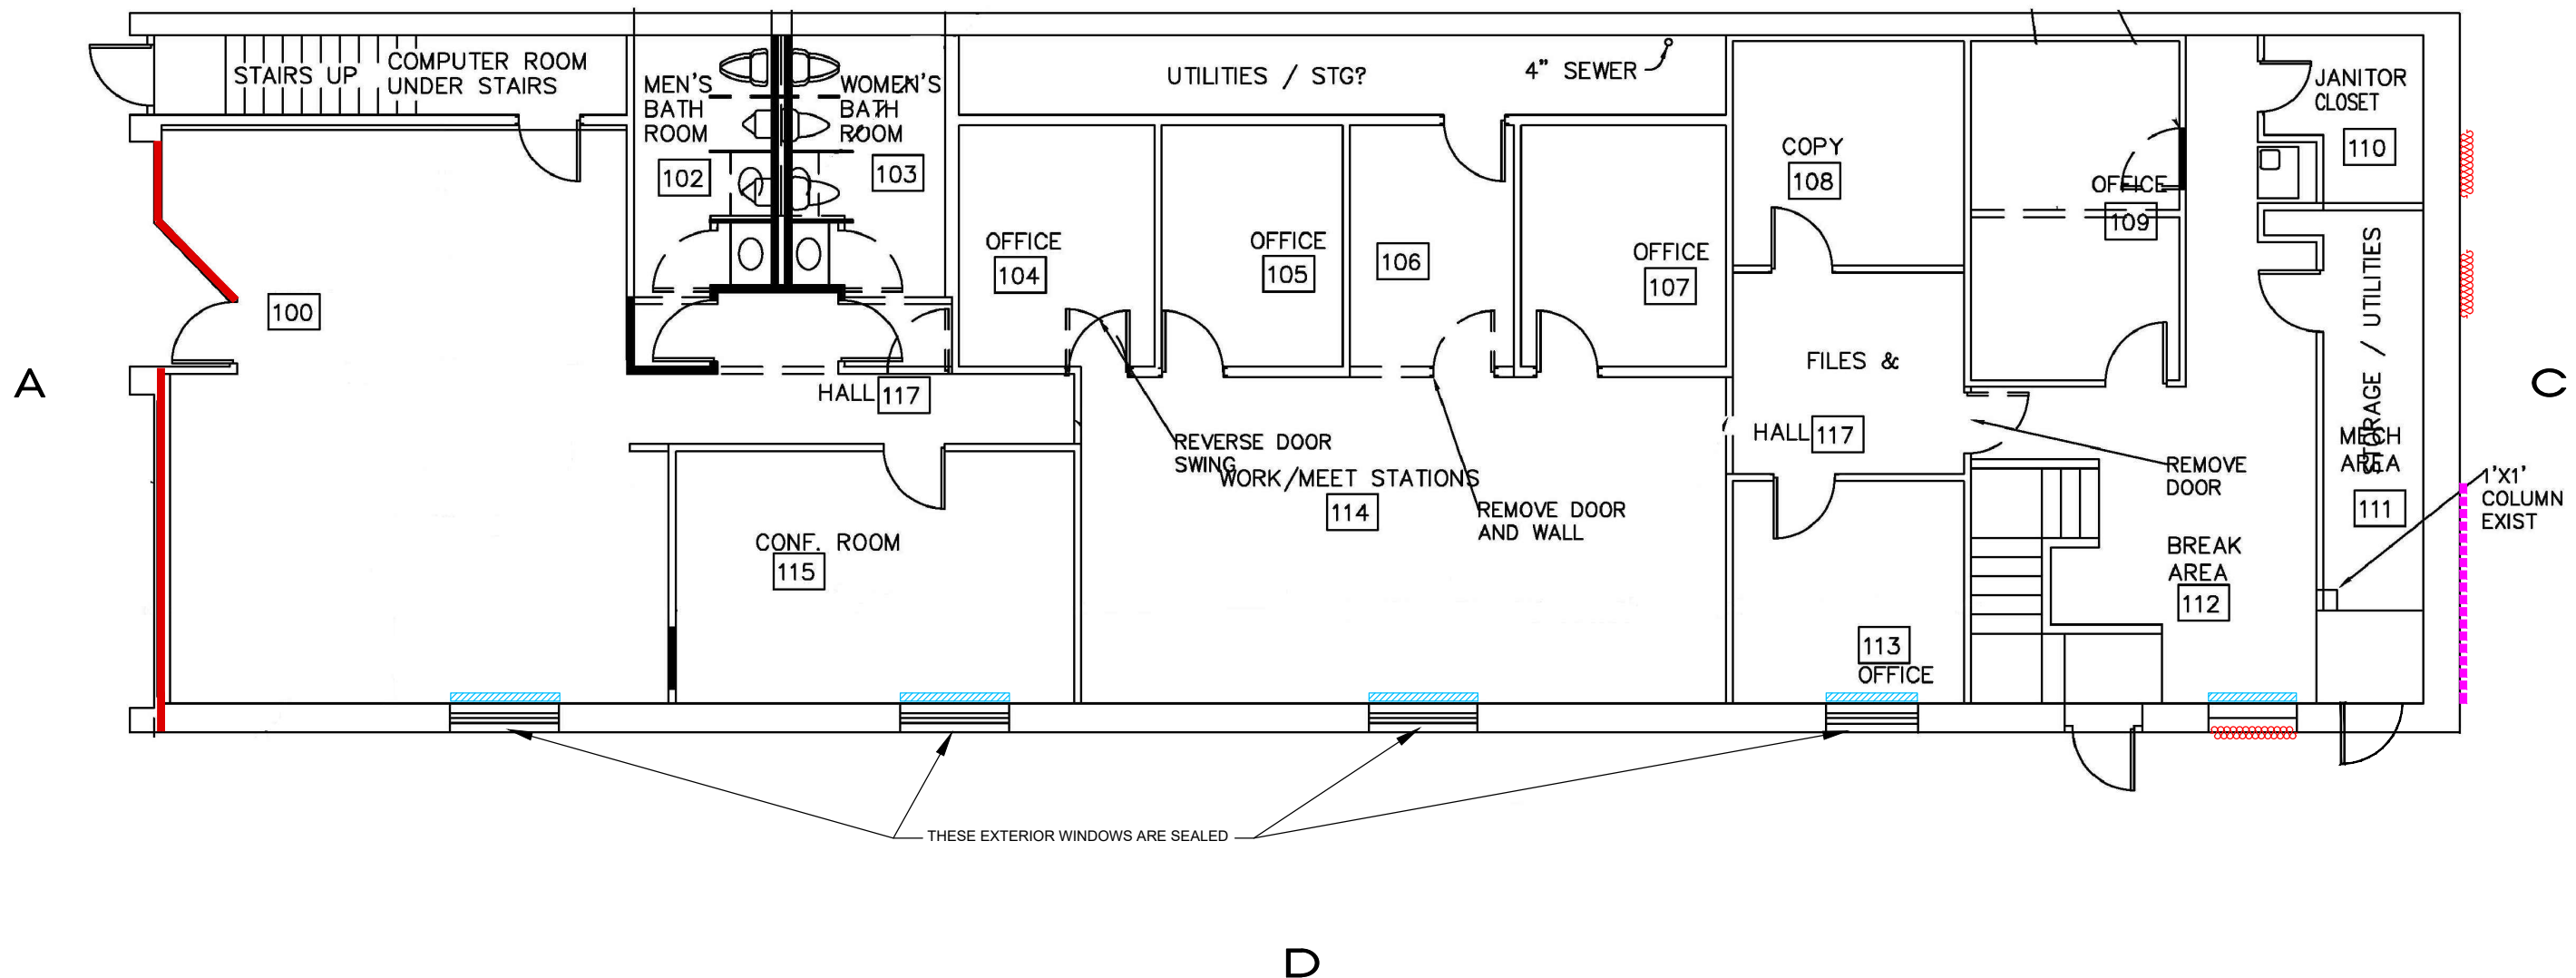 STAIRS UP
COMPUTER ROOM
UNDER STAIRS
MEN'S
BATH
ROOM
102
WOMEN'S
BATH
ROOM
103
UTILITIES / STG?
4" SEWER
COPY
108
JANITOR
CLOSET
110
OFFICE
109
100
OFFICE
104
OFFICE
105
106
OFFICE
107
STORAGE / UTILITIES
FILES &
HALL 117
A
C
HALL 117
REVERSE DOOR
SWING
WORK/MEET STATIONS
114
REMOVE DOOR
AND WALL
REMOVE
DOOR
MECH
AREA
111
1'X1'
COLUMN
EXIST
CONF. ROOM
115
BREAK
AREA
112
113
OFFICE
THESE EXTERIOR WINDOWS ARE SEALED
D